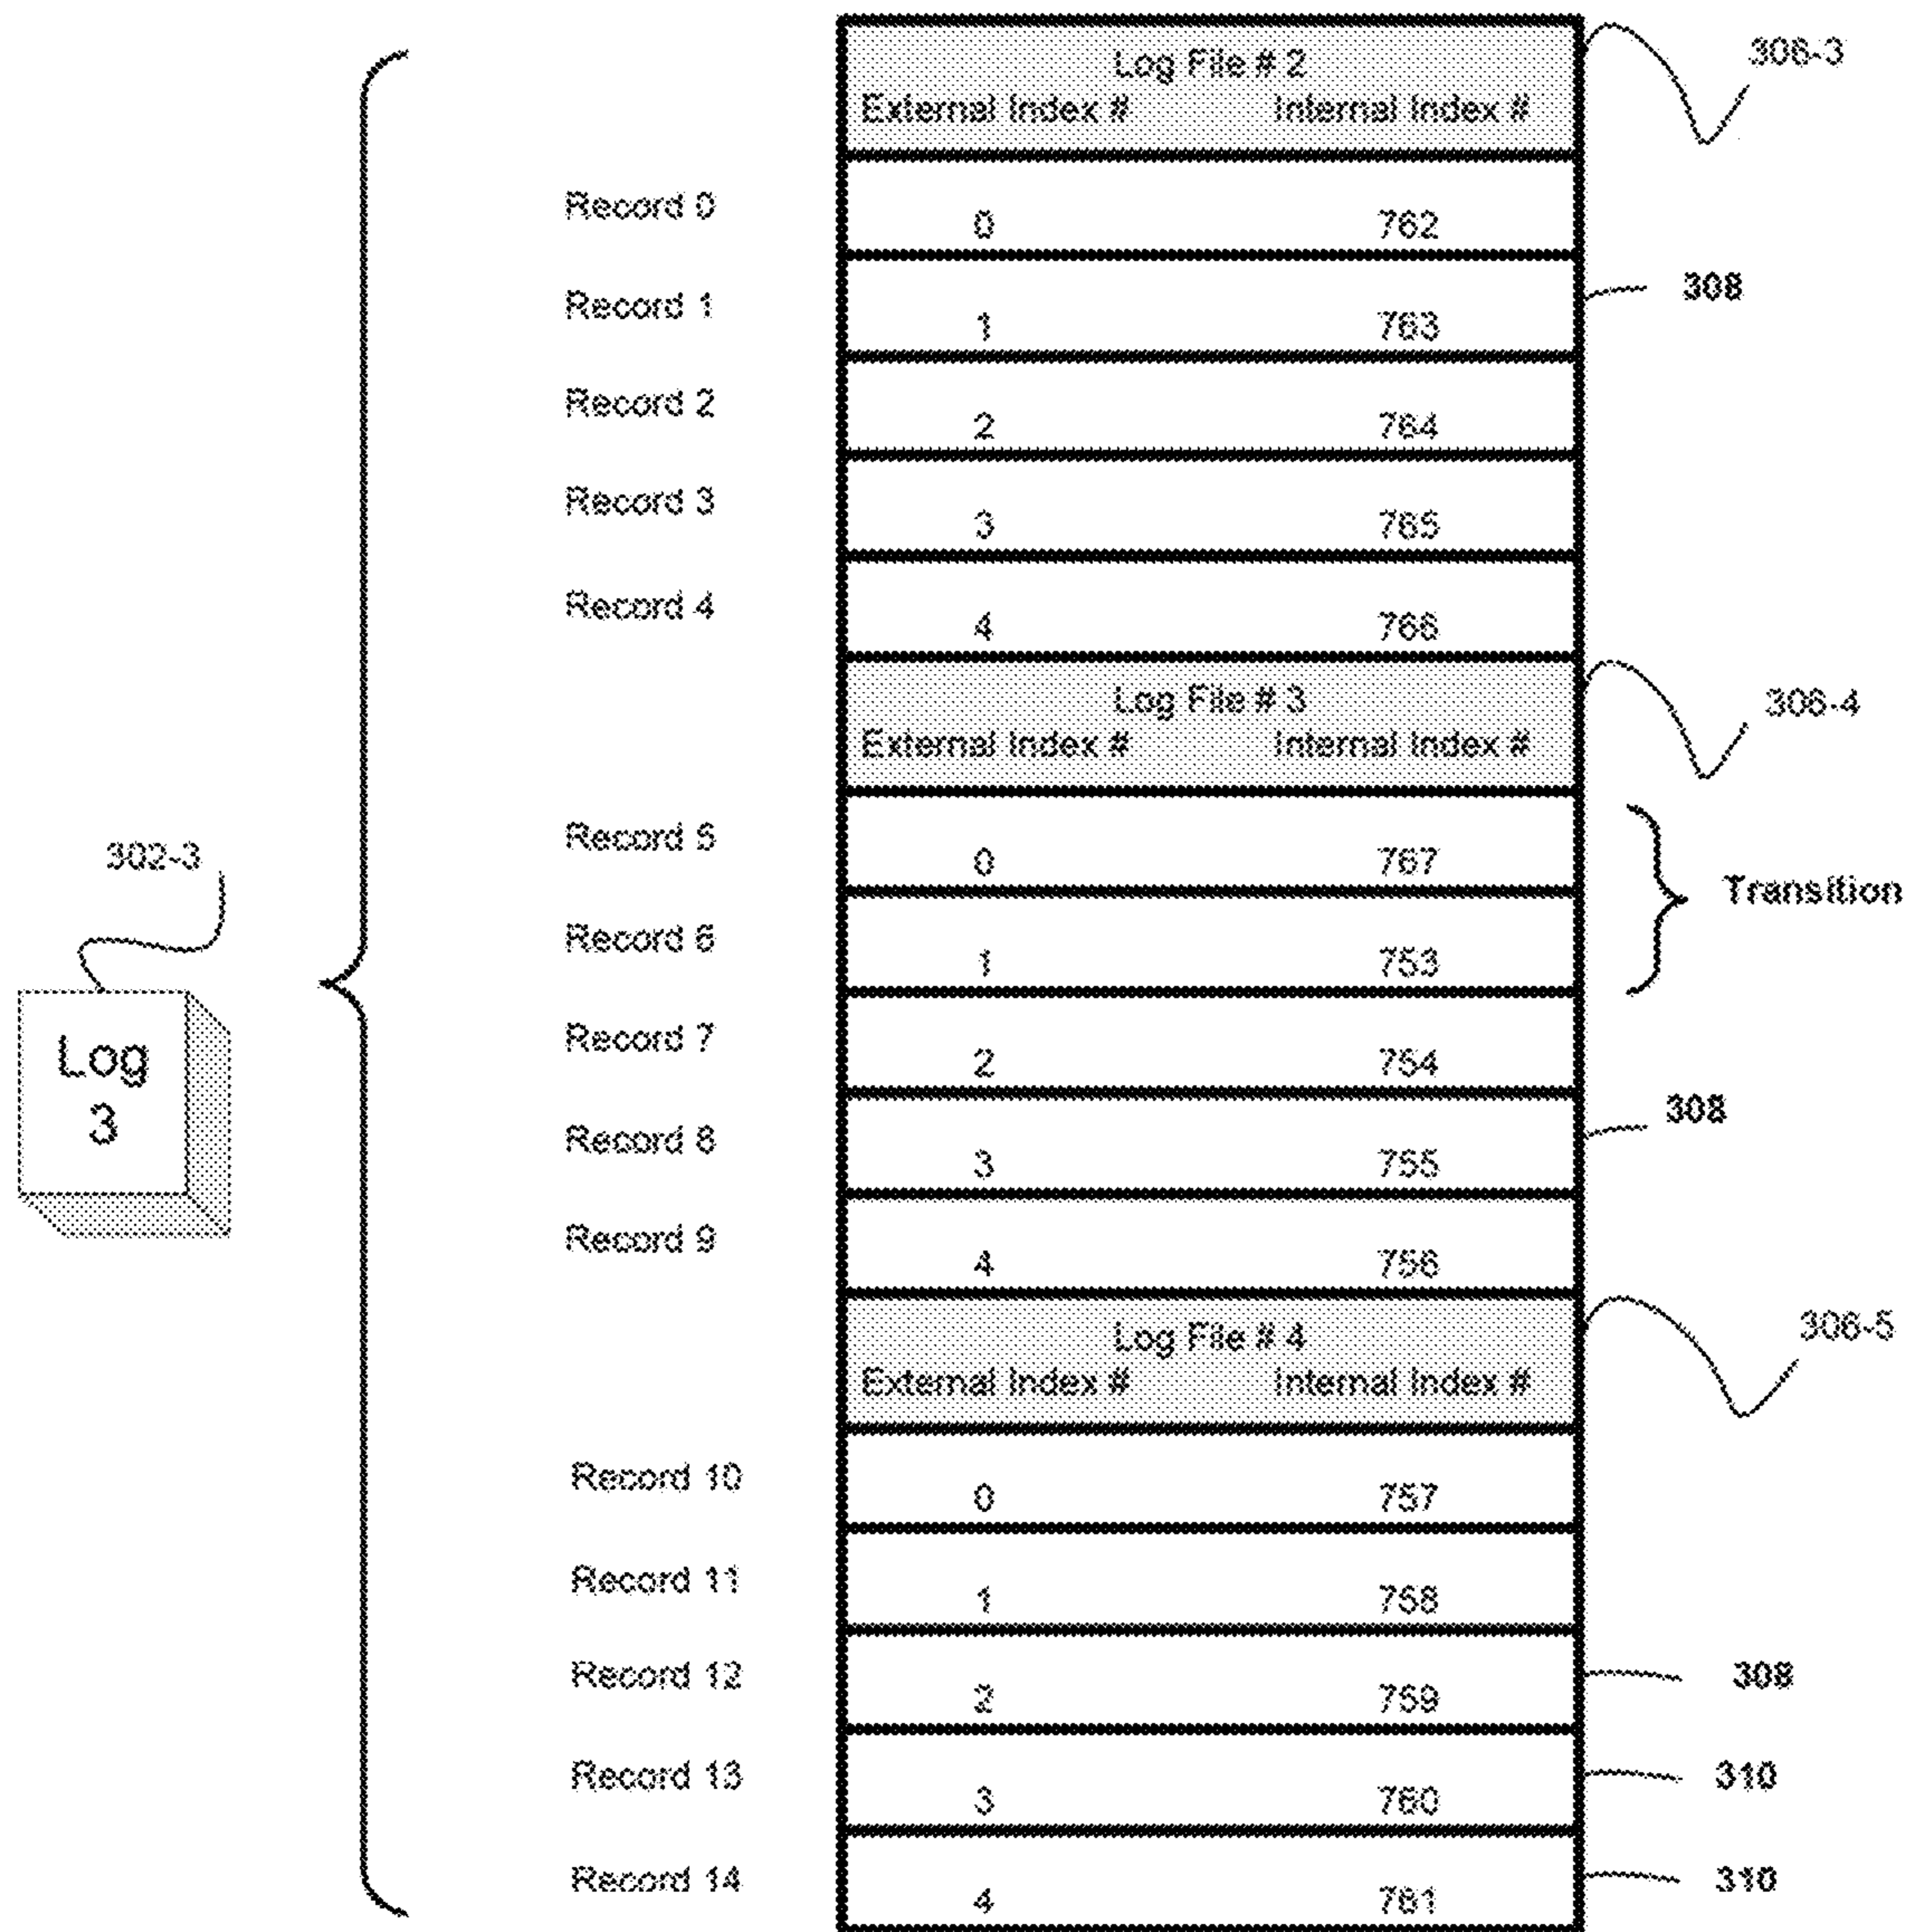 Log File # 2
306-3
External Index # Internal Index #
Record 0 0 762
Record 1 1 763
308
Record 2 2 764
Record 3 3 765
Record 4 4 766
Log File # 3
306-4
External Index # Internal Index #
Record 5 0 767
302-3
Transition
Record 6 1 753
Record 7 2 754
Log
3
308
Record 8 3 755
Record 9 4 756
Log File # 4
306-5
External Index # Internal Index #
Record 10 0 757
Record 11 1 758
Record 12 2 759
308
Record 13 3 760
310
Record 14 4 761
310